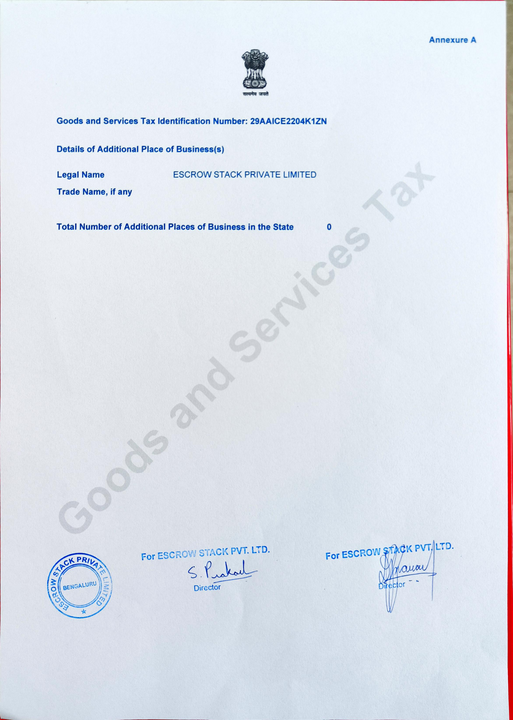 Annexure A
सत्यमेव जयते
Goods and Services Tax Identification Number: 29AAICE2204K1ZN
Details of Additional Place of Business(s)
Legal Name ESCROW STACK PRIVATE LIMITED
Trade Name, if any
Total Number of Additional Places of Business in the State 0
Goods and Services Tax
For ESCROW STACK PVT. LTD.
S. Prakash
Director
For ESCROW STACK PVT. LTD.
Director
ESCROW STACK PRIVATE LIMITED
BENGALURU
*